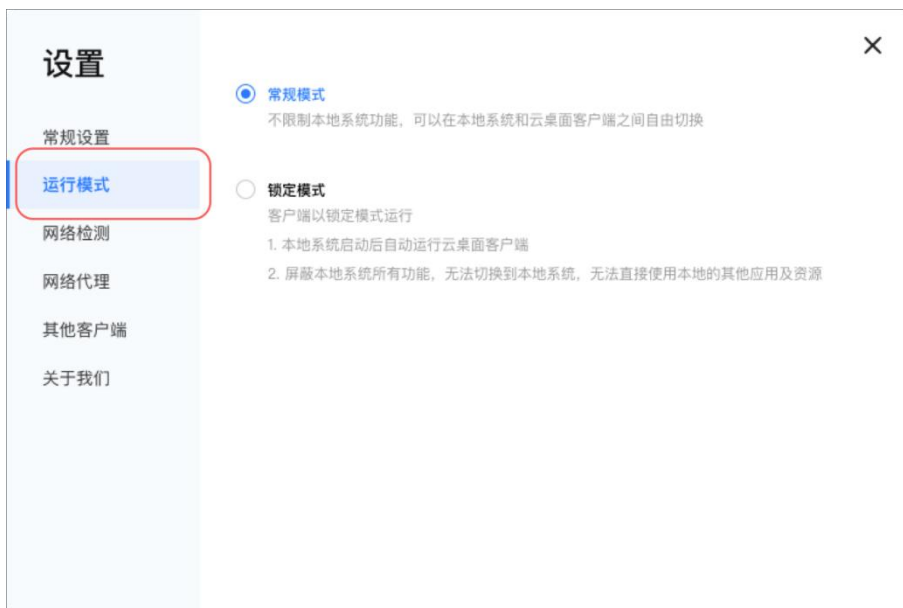 设置
常规设置
运行模式
网络检测
网络代理
其他客户端
关于我们
常规模式
不限制本地系统功能，可以在本地系统和云桌面客户端之间自由切换
锁定模式
客户端以锁定模式运行
1. 本地系统启动后自动运行云桌面客户端
2. 屏蔽本地系统所有功能，无法切换到本地系统，无法直接使用本地的其他应用及资源